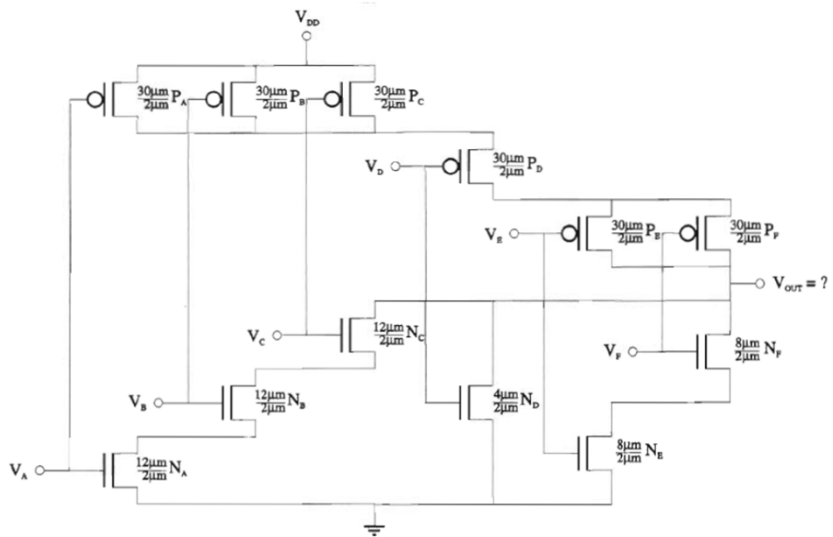 V_DD
30μm/2μm P_A 30μm/2μm P_B 30μm/2μm P_C
V_D 30μm/2μm P_D
V_E 30μm/2μm P_E 30μm/2μm P_F
V_OUT = ?
V_C 12μm/2μm N_C V_F 8μm/2μm N_F
V_B 12μm/2μm N_B 4μm/2μm N_D
V_A 12μm/2μm N_A 8μm/2μm N_E